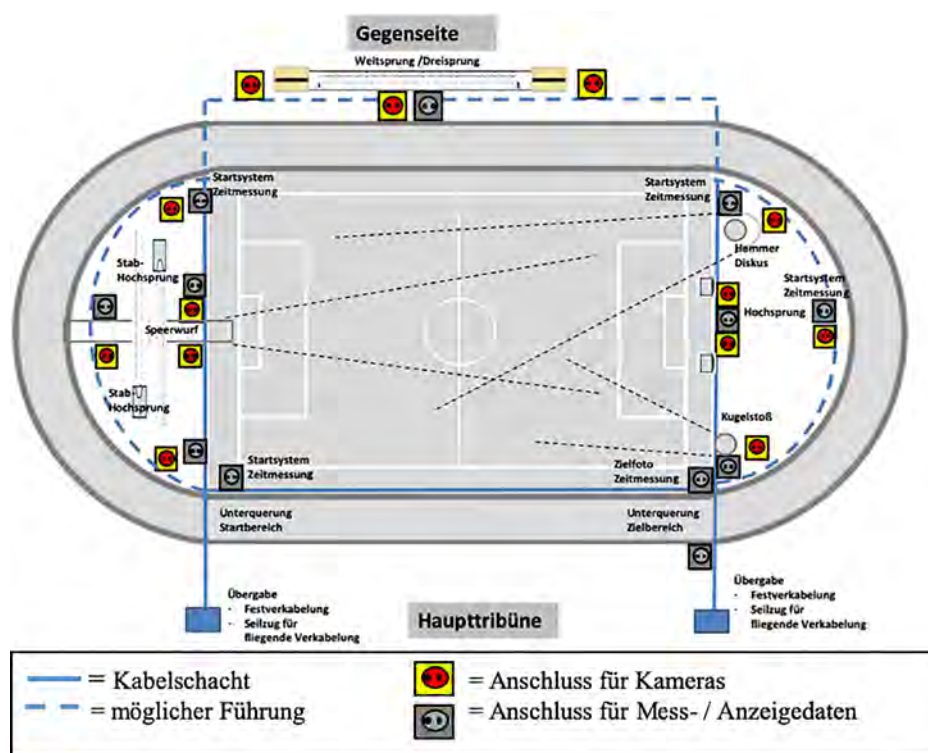 Gegenseite
Weitsprung /Dreisprung
Startsystem
Zeitmessung
Startsystem
Zeitmessung
Stab-
Hochsprung
Hemmer
Diskus
Startsystem
Zeitmessung
Hochsprung
Speerwurf
Stab-
Hochsprung
Kugelstoß
Startsystem
Zeitmessung
Zielfoto
Zeitmessung
Unterquerung
Startbereich
Unterquerung
Zielbereich
Übergabe
- Festverkabelung
- Seilzug für
fliegende Verkabelung
Haupttribüne
Übergabe
- Festverkabelung
- Seilzug für
fliegende Verkabelung
= Kabelschacht
= möglicher Führung
= Anschluss für Kameras
= Anschluss für Mess- / Anzeigedaten